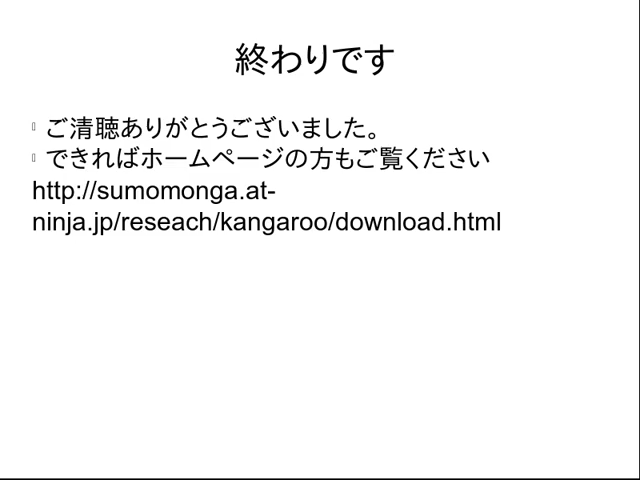 終わりです
ご清聴ありがとうございました。
できればホームページの方もご覧ください
http://sumomonga.at-
ninja.jp/reseach/kangaroo/download.html